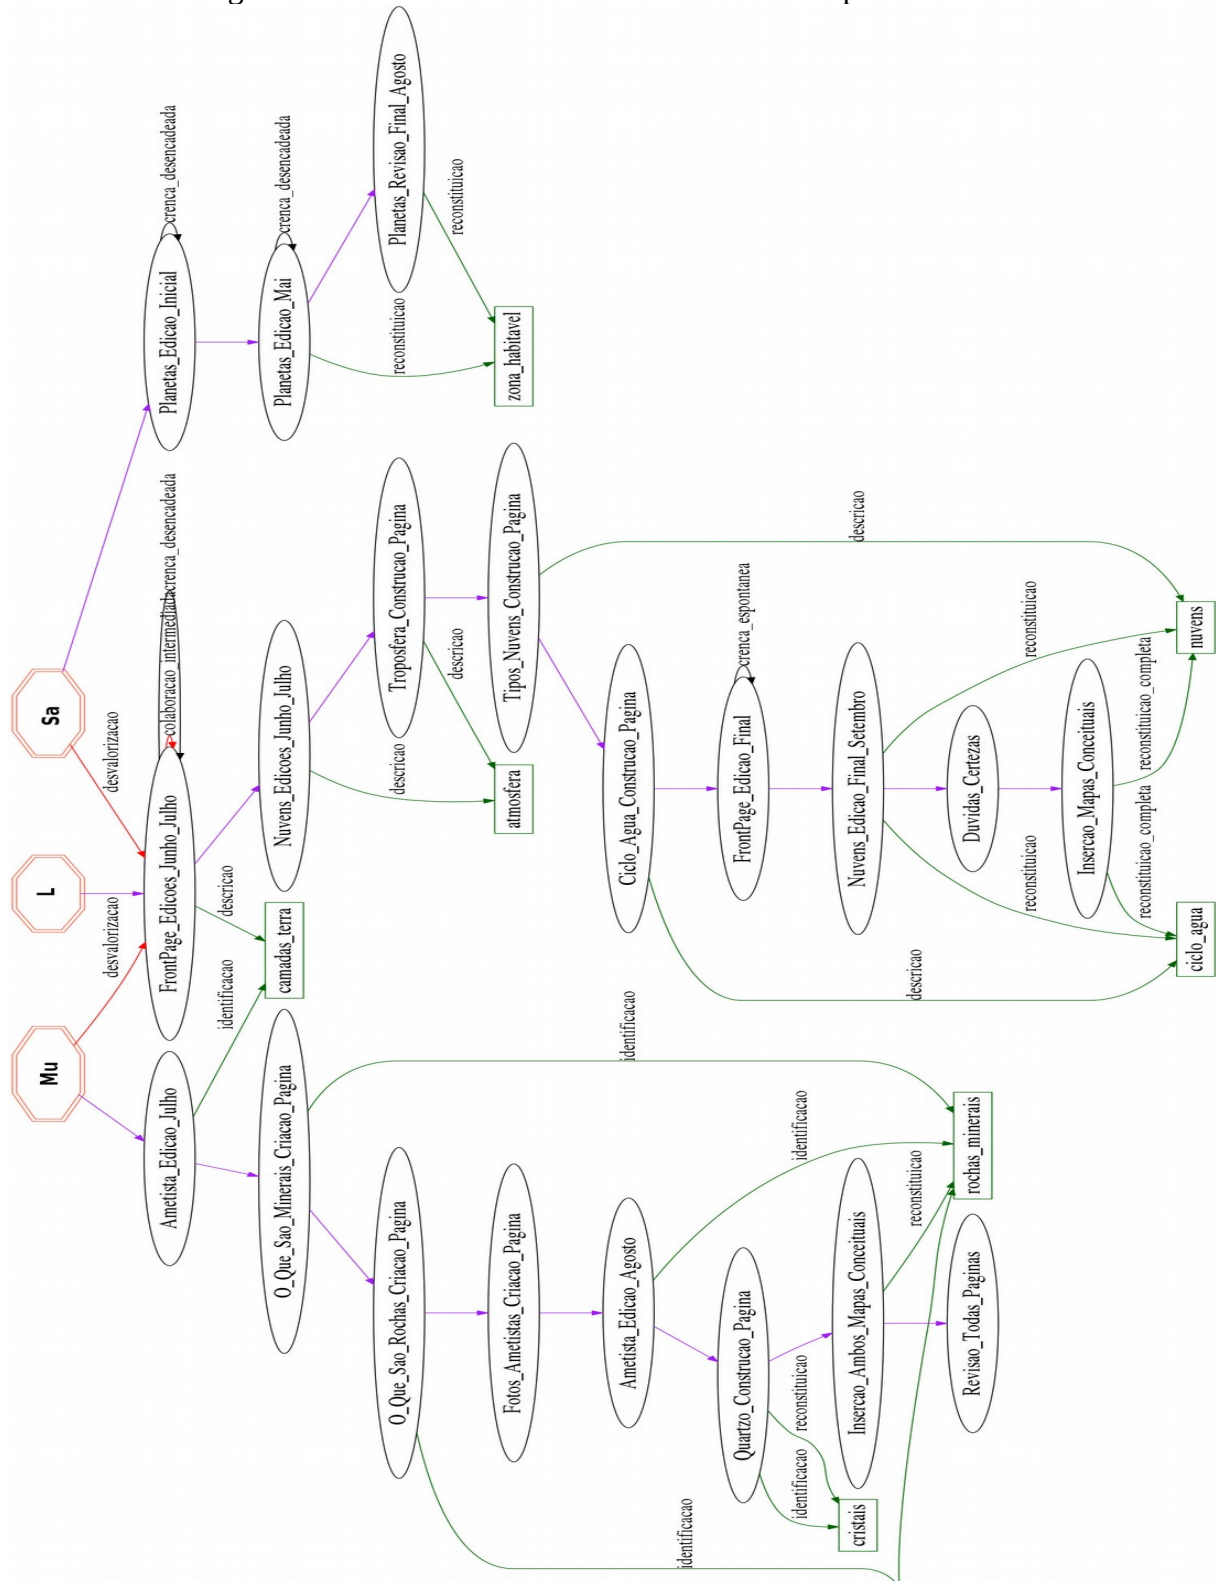 Sa
L
Mu
desvalorizacao
desvalorizacao
colaboracao_intermediada
crenca_desencadeada
crenca_desencadeada
Planetas_Edicao_Inicial
FrontPage_Edicoes_Junho_Julho
Ametista_Edicao_Julho
crenca_desencadeada
Planetas_Edicao_Mai
Nuvens_Edicoes_Junho_Julho
descricao
identificacao
camadas_terra
O_Que_Sao_Minerais_Criacao_Pagina
Planetas_Revisao_Final_Agosto
reconstituicao
reconstituicao
zona_habitavel
Troposfera_Construcao_Pagina
descricao
descricao
atmosfera
O_Que_Sao_Rochas_Criacao_Pagina
Tipos_Nuvens_Construcao_Pagina
Fotos_Ametistas_Criacao_Pagina
Ciclo_Agua_Construcao_Pagina
identificacao
Ametista_Edicao_Agosto
crenca_espontanea
FrontPage_Edicao_Final
identificacao
Quartzo_Construcao_Pagina
identificacao
reconstituicao
identificacao
descricao
Nuvens_Edicao_Final_Setembro
Insercao_Ambos_Mapas_Conceituais
cristais
reconstituicao
descricao
reconstituicao
reconstituicao
Duvidas_Certezas
rochas_minerais
Revisao_Todas_Paginas
Insercao_Mapas_Conceituais
reconstituicao_completa
reconstituicao_completa
nuvens
ciclo_agua